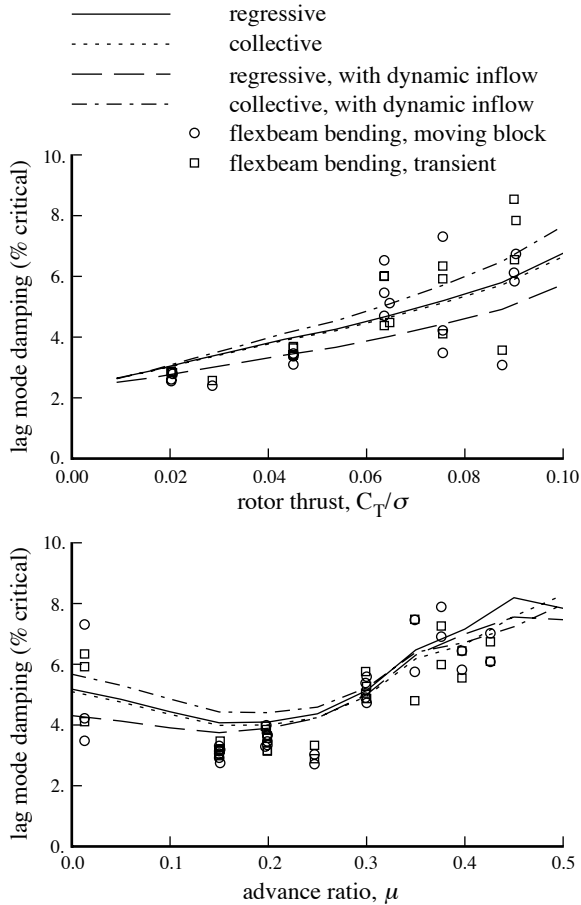 regressive
collective
regressive, with dynamic inflow
collective, with dynamic inflow
flexbeam bending, moving block
flexbeam bending, transient
lag mode damping (% critical)
10.
8.
6.
4.
2.
0.
0.00 0.02 0.04 0.06 0.08 0.10
rotor thrust, C_T/σ
lag mode damping (% critical)
10.
8.
6.
4.
2.
0.
0.0 0.1 0.2 0.3 0.4 0.5
advance ratio, μ